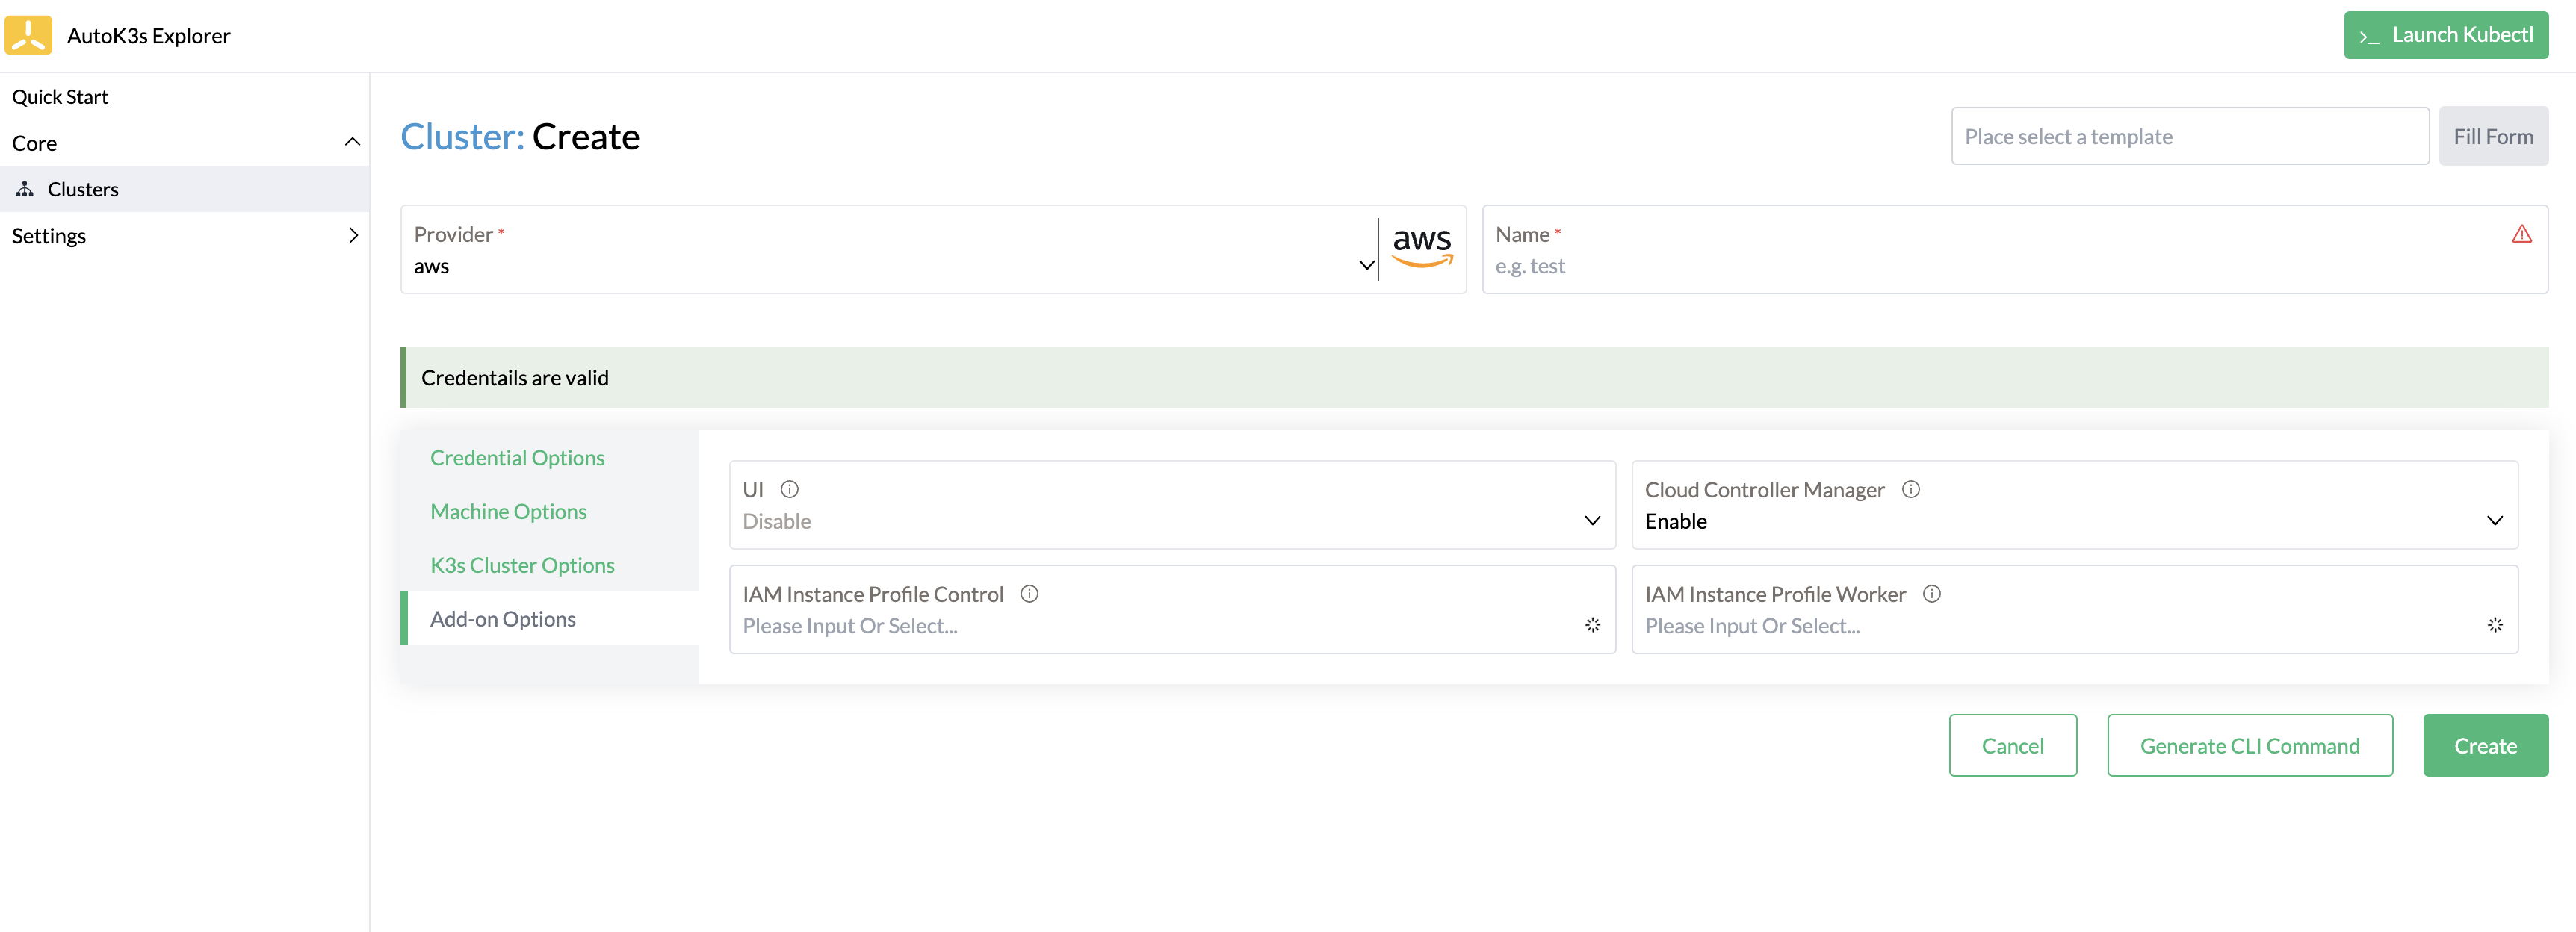 AutoK3s Explorer
>_ Launch Kubectl
Quick Start
Core
Clusters
Settings
Cluster: Create
Place select a template
Fill Form
Provider *
aws
aws
Name *
e.g. test
Credentails are valid
Credential Options
Machine Options
K3s Cluster Options
Add-on Options
UI
Disable
Cloud Controller Manager
Enable
IAM Instance Profile Control
Please Input Or Select...
IAM Instance Profile Worker
Please Input Or Select...
Cancel
Generate CLI Command
Create